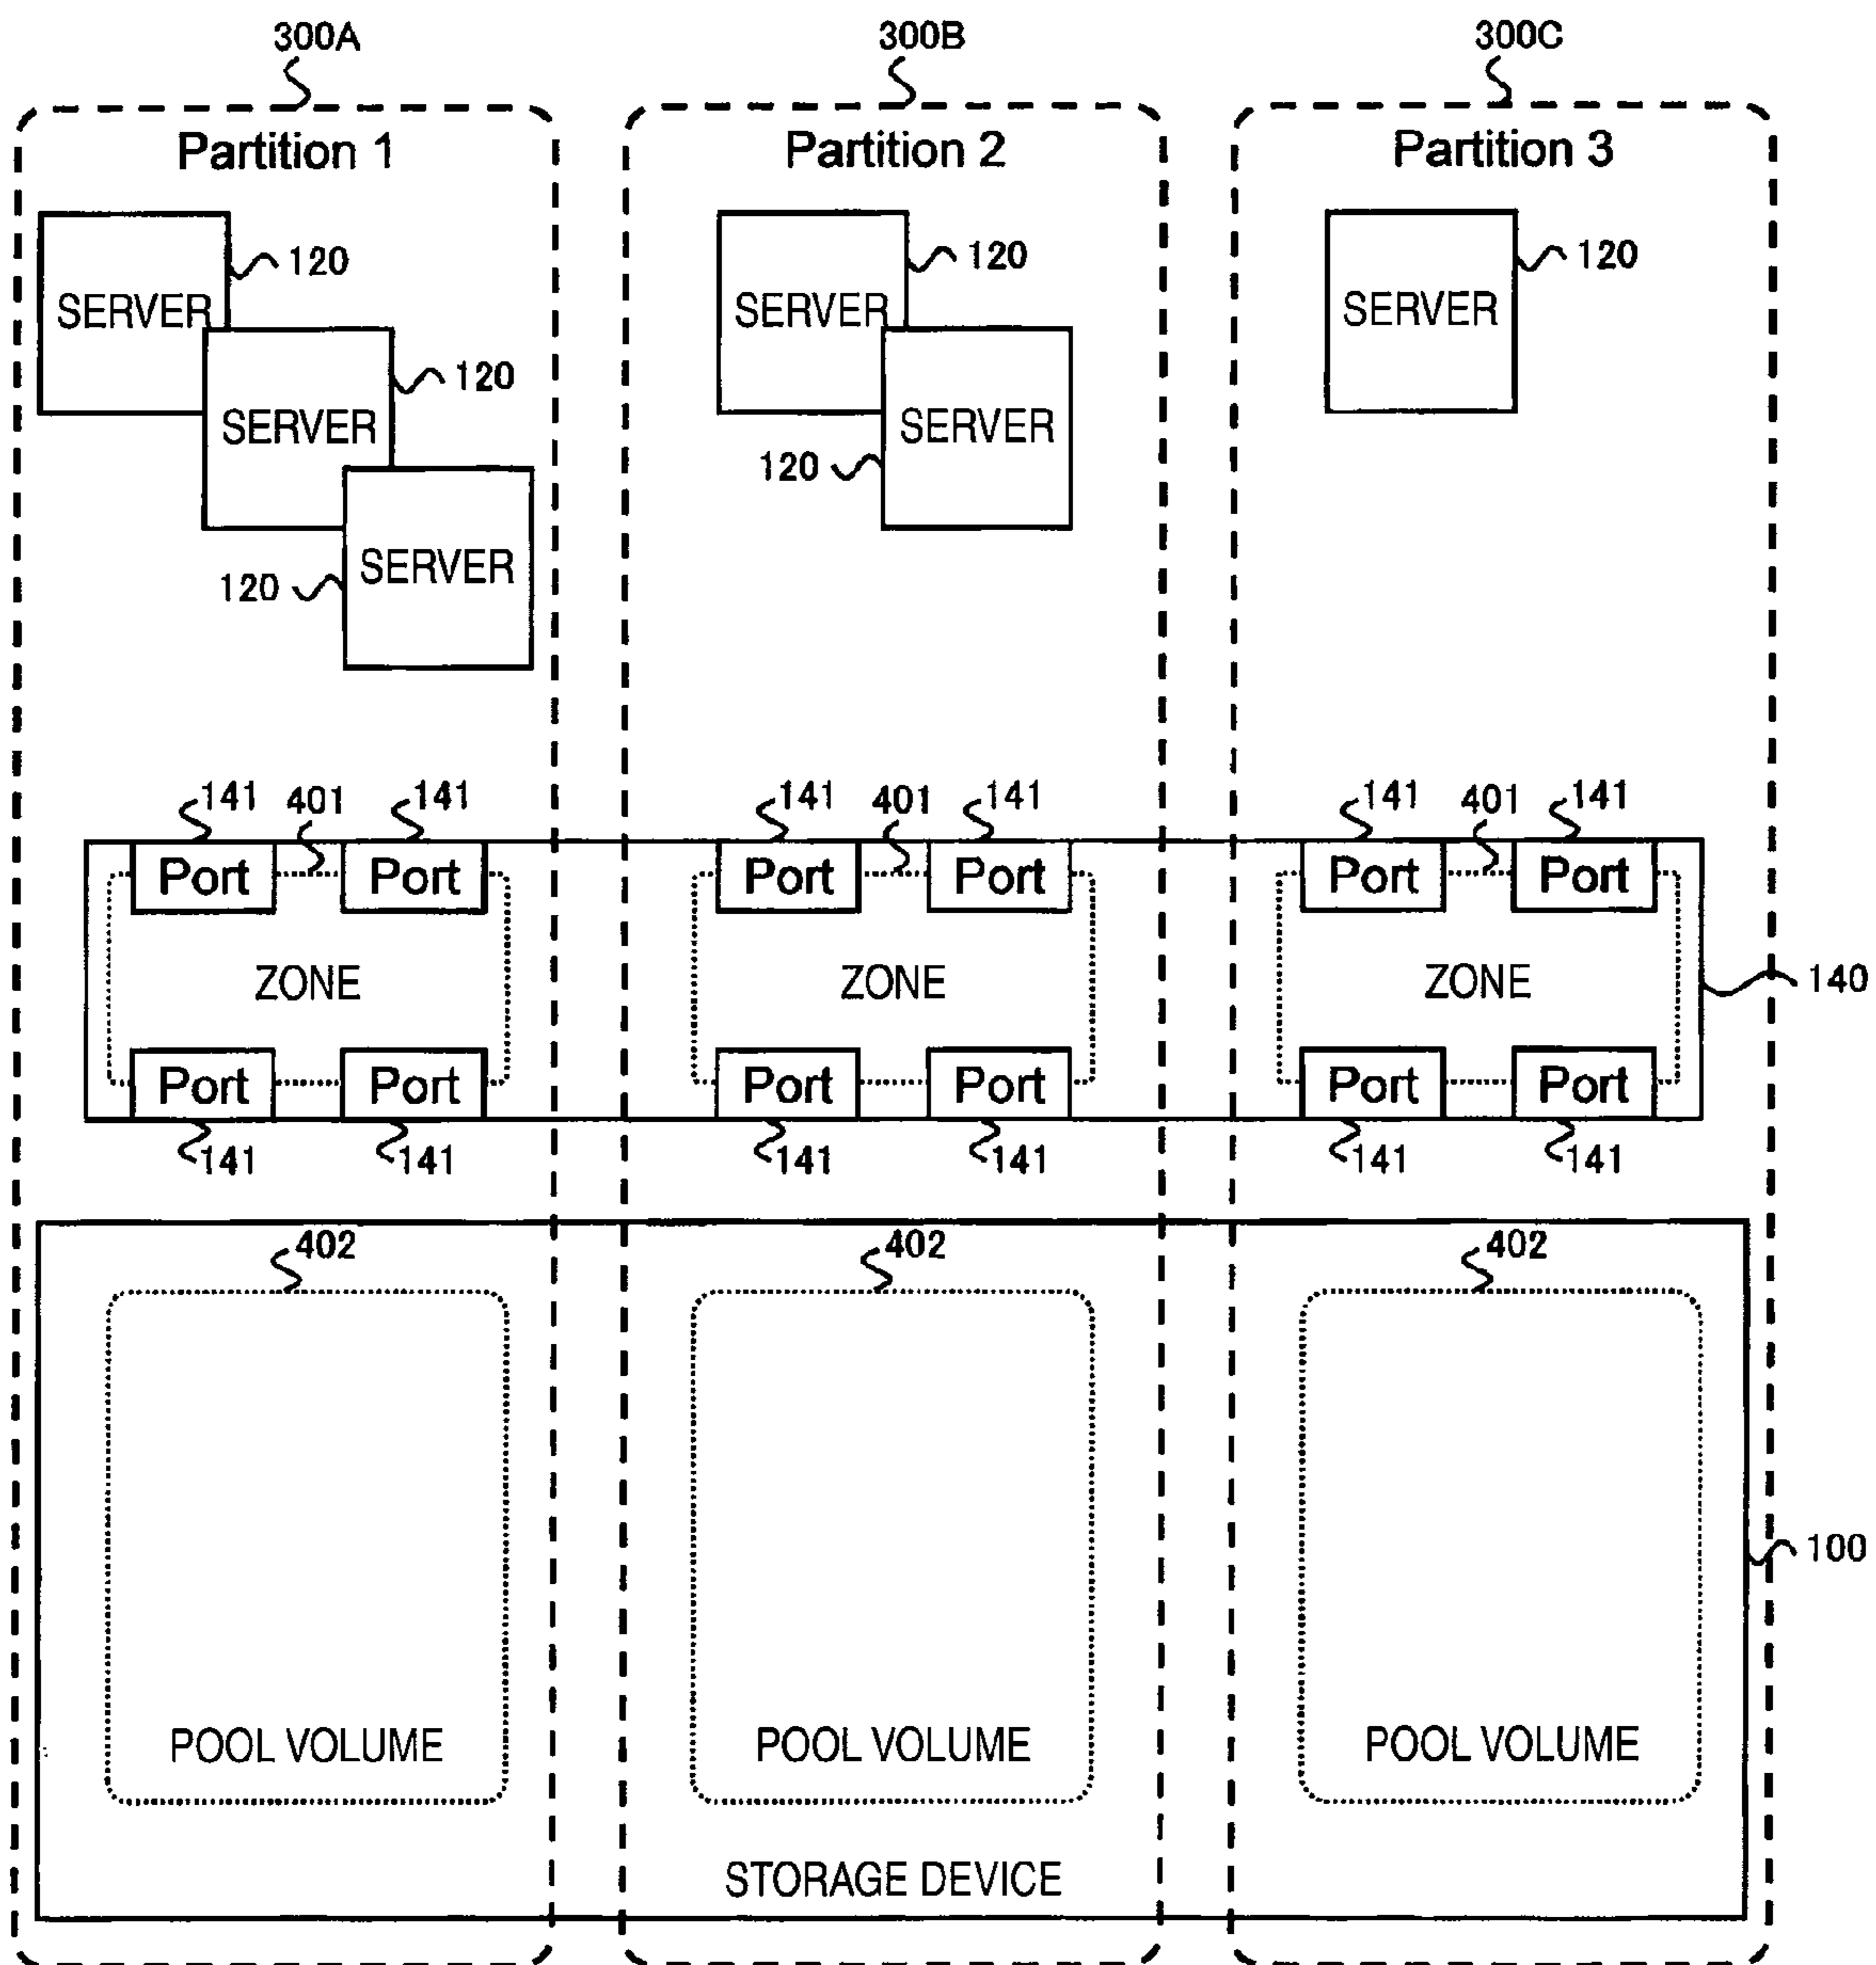 300A 300B 300C
Partition 1 Partition 2 Partition 3
120 120 120
SERVER SERVER SERVER
120
SERVER SERVER
120
120
SERVER
141 401 141 141 401 141 141 401 141
Port Port Port Port Port Port
ZONE ZONE ZONE
140
Port Port Port Port Port Port
141 141 141 141 141 141
402 402 402
100
POOL VOLUME POOL VOLUME POOL VOLUME
STORAGE DEVICE